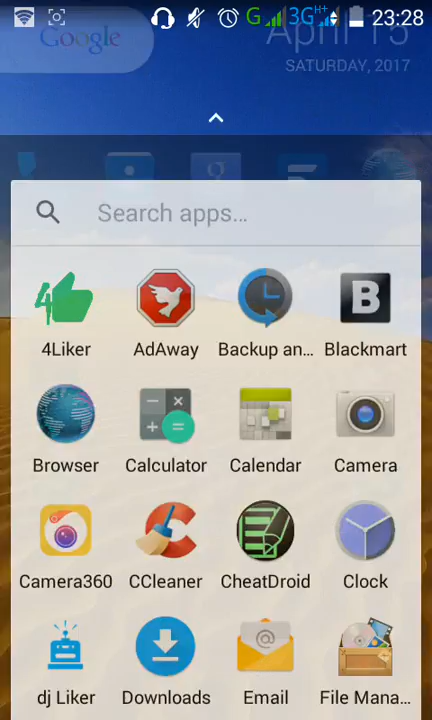 G 3G H+ 23:28
Google
April 15
SATURDAY, 2017
Search apps...
4Liker AdAway Backup an... Blackmart
Browser Calculator Calendar Camera
Camera360 CCleaner CheatDroid Clock
dj Liker Downloads Email File Mana...